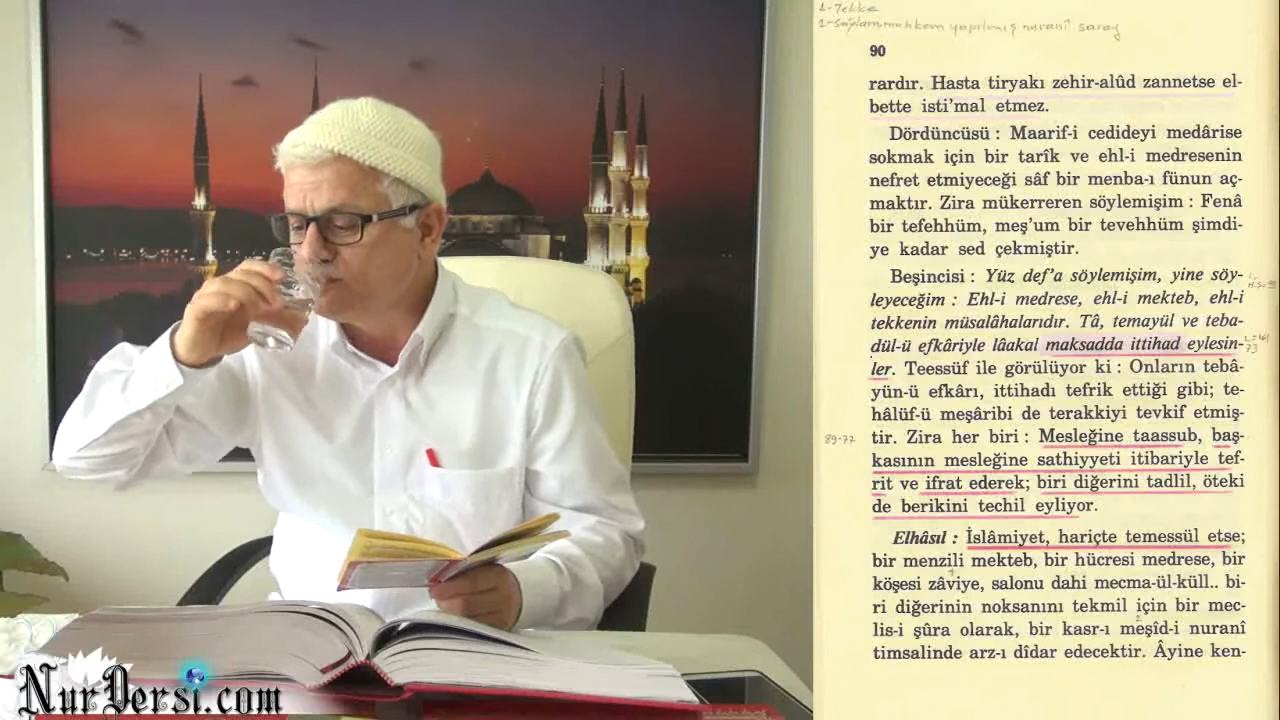 1-Tekke
90
rardır. Hasta tiryakı zehir-alûd zannetse el-
bette isti'mal etmez.
Dördüncüsü : Maarif-i cedideyi medârise
sokmak için bir tarîk ve ehl-i medresenin
nefret etmiyeceği sâf bir menba-ı fünun aç-
maktır. Zira mükerreren söylemişim : Fenâ
bir tefehhüm, meş'um bir tevehhüm şimdi-
ye kadar sed çekmiştir.
Beşincisi : Yüz def'a söylemişim, yine söy-
leyeceğim : Ehl-i medrese, ehl-i mekteb, ehl-i
tekkenin müsalâhalarıdır. Tâ, temayül ve teba-
dül-ü efkâriyle lâakal maksadda ittihad eylesin-
ler. Teessüf ile görülüyor ki : Onların tebâ-
yün-ü efkârı, ittihadı tefrik ettiği gibi; te-
hâlüf-ü meşâribi de terakkiyi tevkif etmiş-
89-77
tir. Zira her biri : Mesleğine taassub, baş-
kasının mesleğine sathiyyeti itibariyle tef-
rit ve ifrat ederek; biri diğerini tadlil, öteki
de berikini techil eyliyor.
Elhâsıl : İslâmiyet, hariçte temessül etse;
bir menzili mekteb, bir hücresi medrese, bir
köşesi zâviye, salonu dahi mecma-ül-küll.. bi-
ri diğerinin noksanını tekmil için bir mec-
lis-i şûra olarak, bir kasr-ı meşîd-i nuranî
timsalinde arz-ı dîdar edecektir. Âyine ken-
NurDersi.com